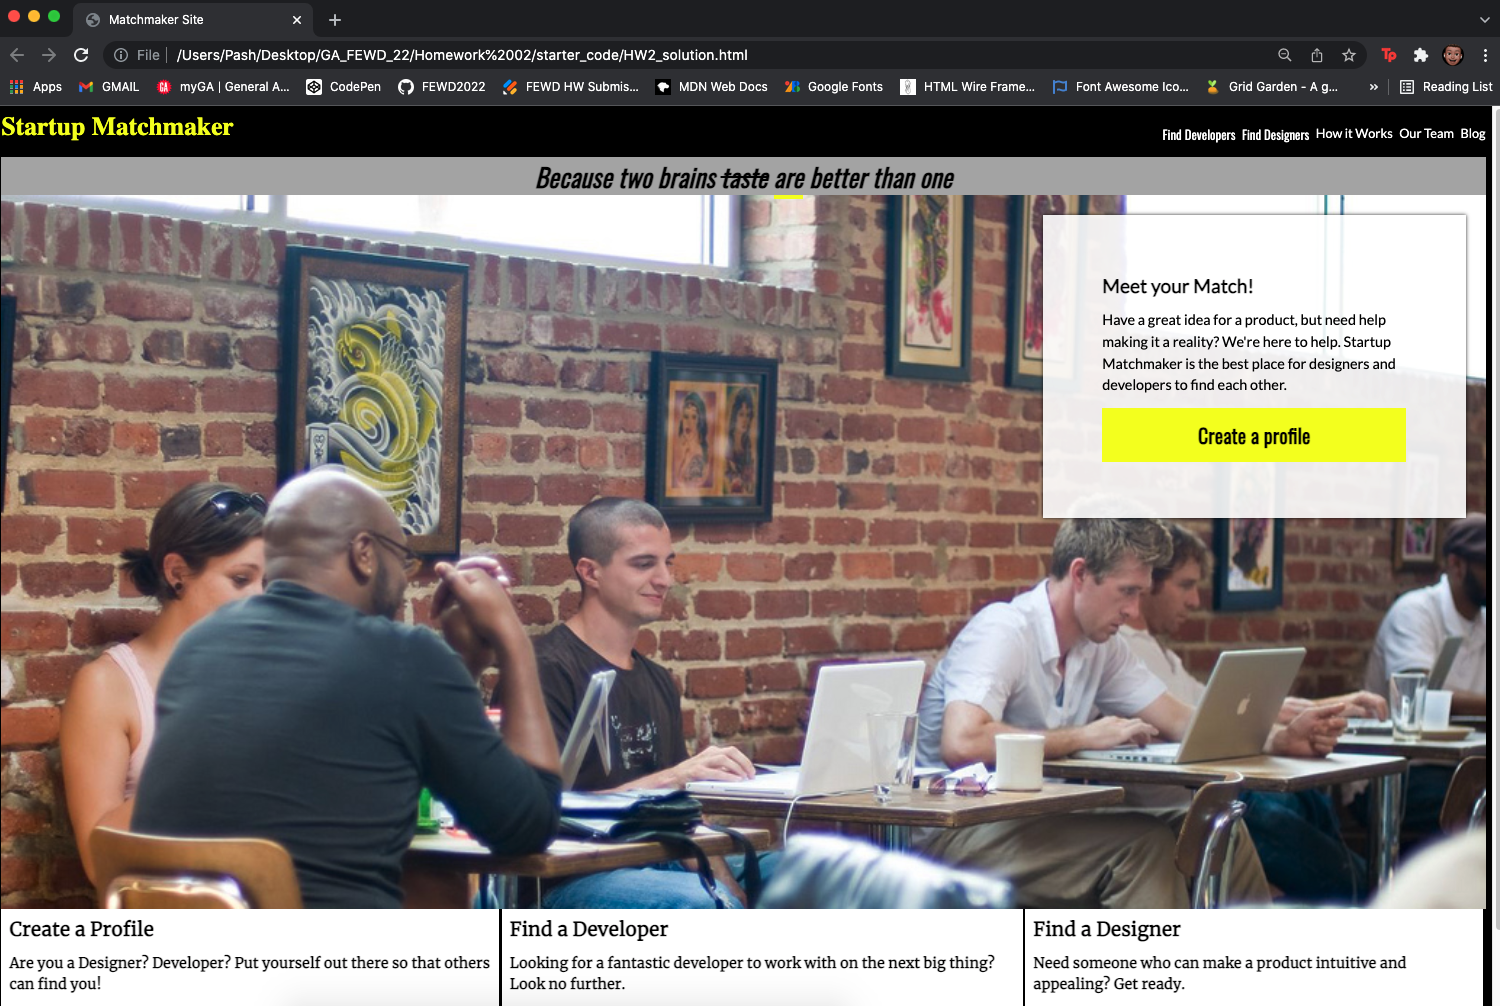 Matchmaker Site
File
/Users/Pash/Desktop/GA_FEWD_22/Homework%2002/starter_code/HW2_solution.html
Tp
Apps
GMAIL
GA
myGA | General A...
CodePen
FEWD2022
FEWD HW Submis...
MDN Web Docs
Google Fonts
HTML Wire Frame...
Font Awesome Ico...
Grid Garden - A g...
»
Reading List
Startup Matchmaker
Find Developers Find Designers How it Works Our Team Blog
Because two brains taste are better than one
Meet your Match!
Have a great idea for a product, but need help
making it a reality? We're here to help. Startup
Matchmaker is the best place for designers and
developers to find each other.
Create a profile
Create a Profile
Are you a Designer? Developer? Put yourself out there so that others
can find you!
Find a Developer
Looking for a fantastic developer to work with on the next big thing?
Look no further.
Find a Designer
Need someone who can make a product intuitive and
appealing? Get ready.